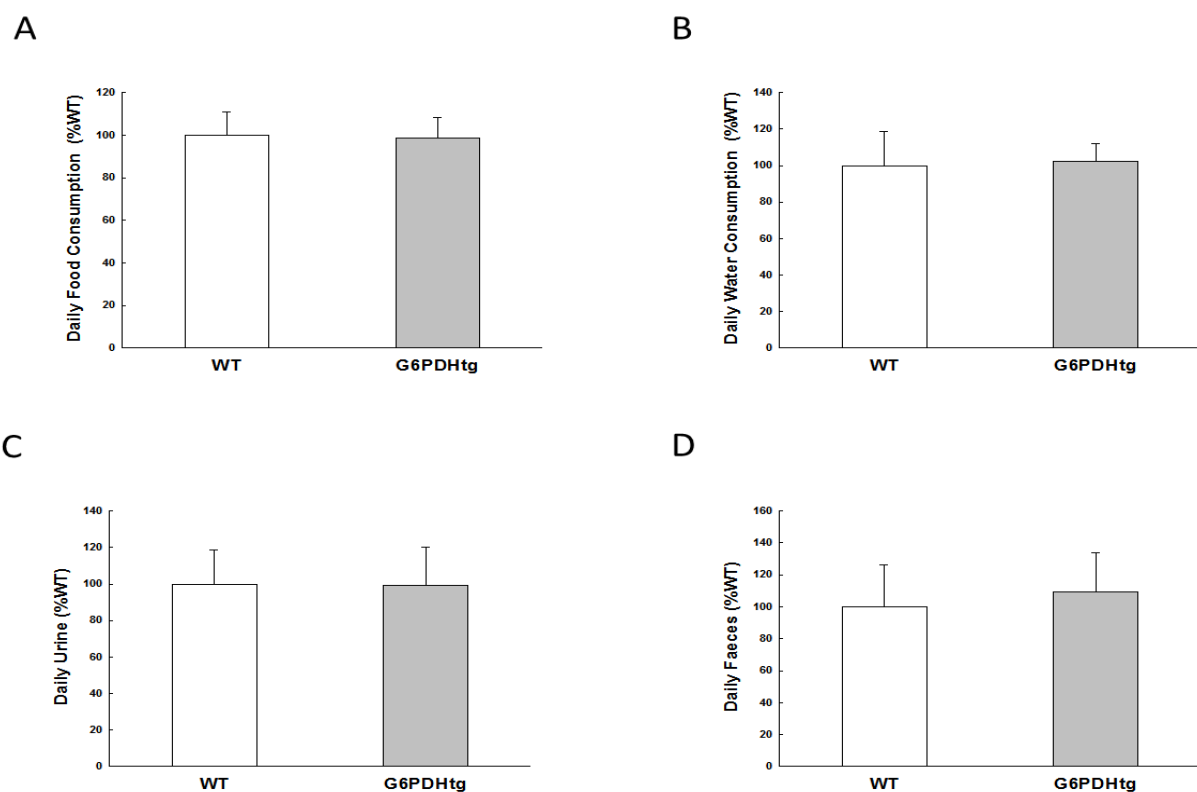 A
Daily Food Consumption (%WT)
120
100
80
60
40
20
0
WT G6PDHtg
B
Daily Water Consumption (%WT)
140
120
100
80
60
40
20
0
WT G6PDHtg
C
Daily Urine (%WT)
140
120
100
80
60
40
20
0
WT G6PDHtg
D
Daily Faeces (%WT)
160
140
120
100
80
60
40
20
0
WT G6PDHtg